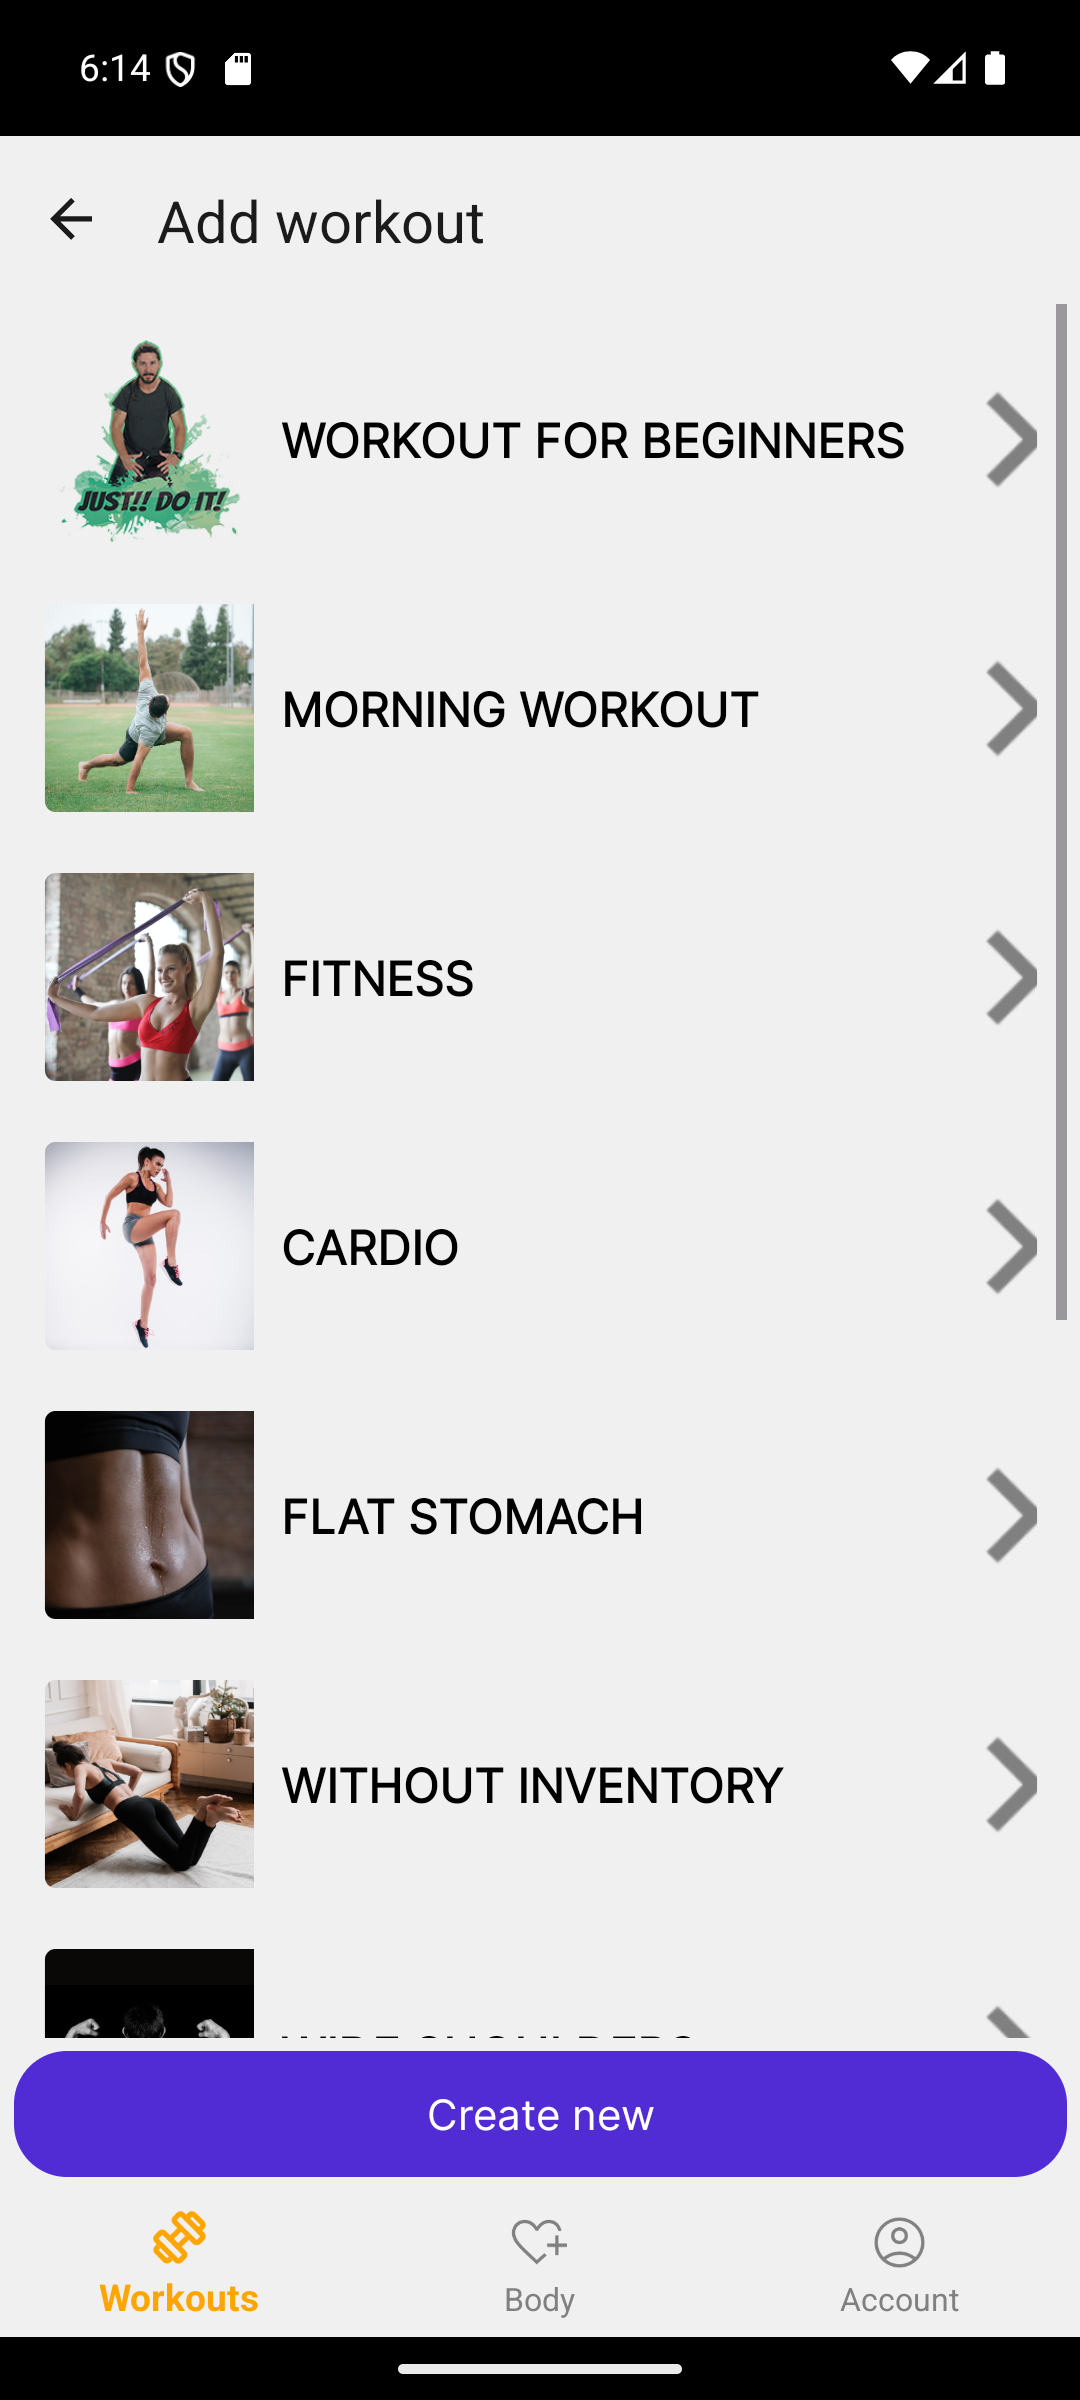 6:14
Add workout
JUST!! DO IT!
WORKOUT FOR BEGINNERS
MORNING WORKOUT
FITNESS
CARDIO
FLAT STOMACH
WITHOUT INVENTORY
Create new
Workouts
Body
Account